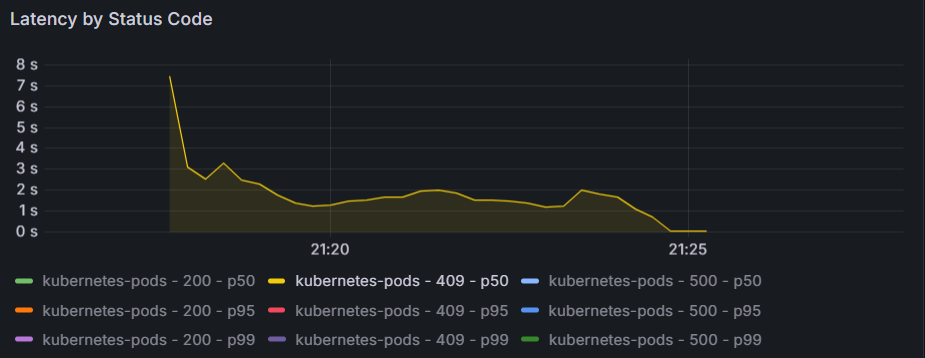 Latency by Status Code
8 s
7 s
6 s
5 s
4 s
3 s
2 s
1 s
0 s
21:20 21:25
kubernetes-pods - 200 - p50 kubernetes-pods - 409 - p50 kubernetes-pods - 500 - p50
kubernetes-pods - 200 - p95 kubernetes-pods - 409 - p95 kubernetes-pods - 500 - p95
kubernetes-pods - 200 - p99 kubernetes-pods - 409 - p99 kubernetes-pods - 500 - p99